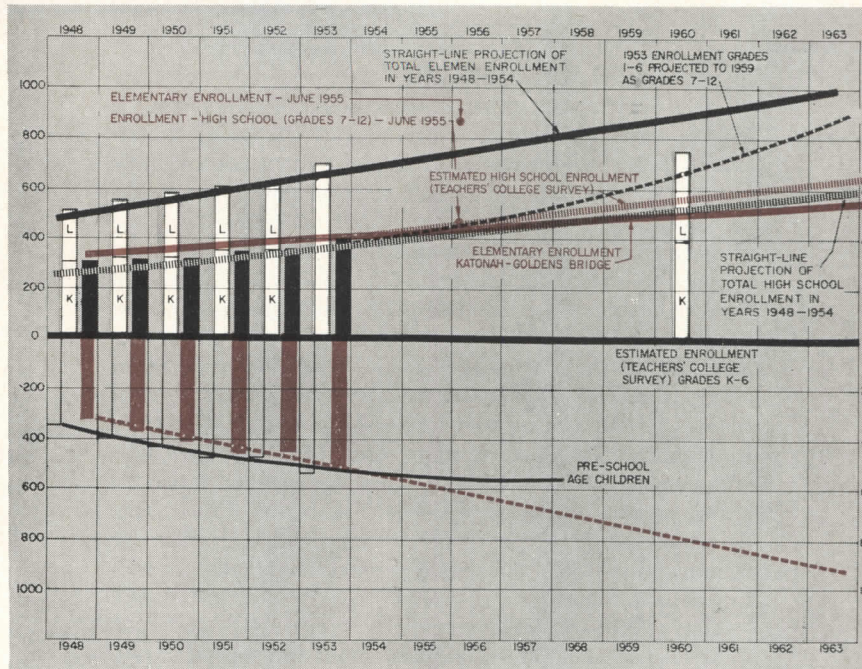 1948 1949 1950 1951 1952 1953 1954 1955 1956 1957 1958 1959 1960 1961 1962 1963
STRAIGHT-LINE PROJECTION OF
TOTAL ELEMEN ENROLLMENT
IN YEARS 1948-1954
1953 ENROLLMENT GRADES
1-6 PROJECTED TO 1959
AS GRADES 7-12
1000
ELEMENTARY ENROLLMENT - JUNE 1955
ENROLLMENT - HIGH SCHOOL (GRADES 7-12) - JUNE 1955
800
600
ESTIMATED HIGH SCHOOL ENROLLMENT
(TEACHERS' COLLEGE SURVEY)
L L L L L L
400
ELEMENTARY ENROLLMENT
KATONAH-GOLDENS BRIDGE
STRAIGHT-LINE
PROJECTION OF
TOTAL HIGH SCHOOL
ENROLLMENT IN
YEARS 1948-1954
200
K K K K K K
0
ESTIMATED ENROLLMENT
(TEACHERS' COLLEGE
SURVEY) GRADES K-6
-200
400
PRE-SCHOOL
AGE CHILDREN
600
800
1000
1948 1949 1950 1951 1952 1953 1954 1955 1956 1957 1958 1959 1960 1961 1962 1963